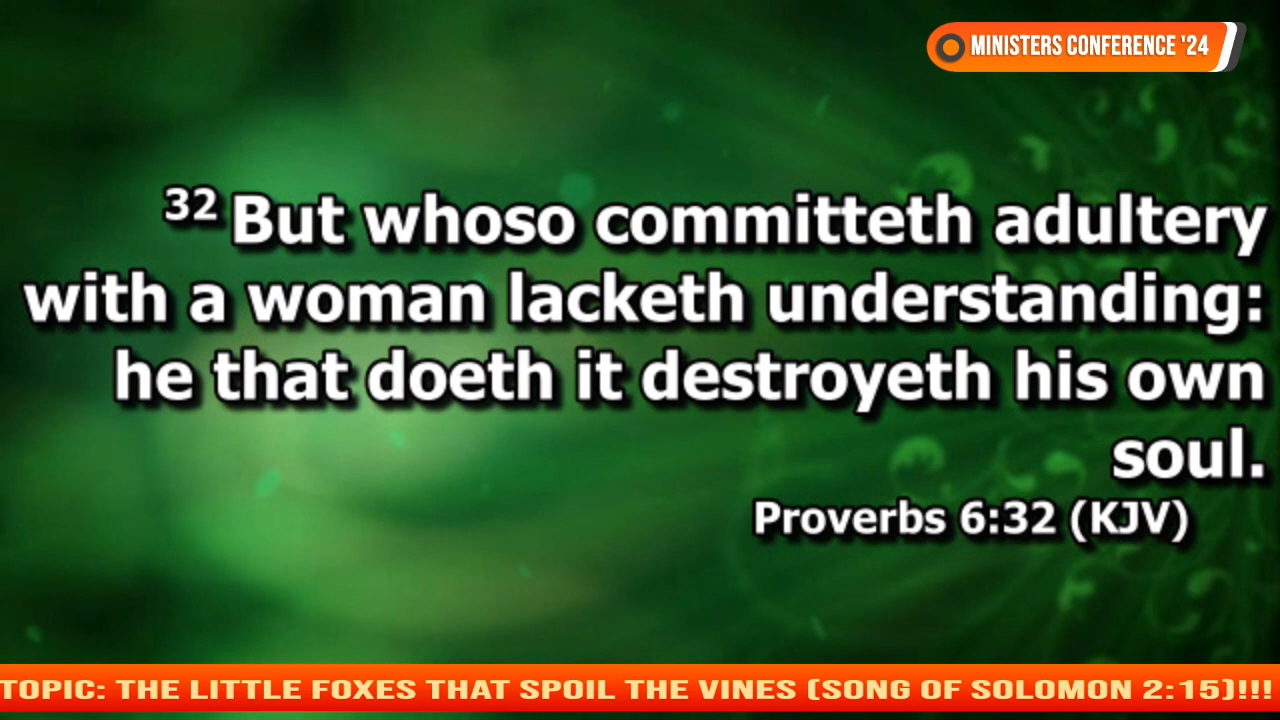 MINISTERS CONFERENCE '24
32 But whoso committeth adultery
with a woman lacketh understanding:
he that doeth it destroyeth his own
soul.
Proverbs 6:32 (KJV)
TOPIC: THE LITTLE FOXES THAT SPOIL THE VINES (SONG OF SOLOMON 2:15)!!!